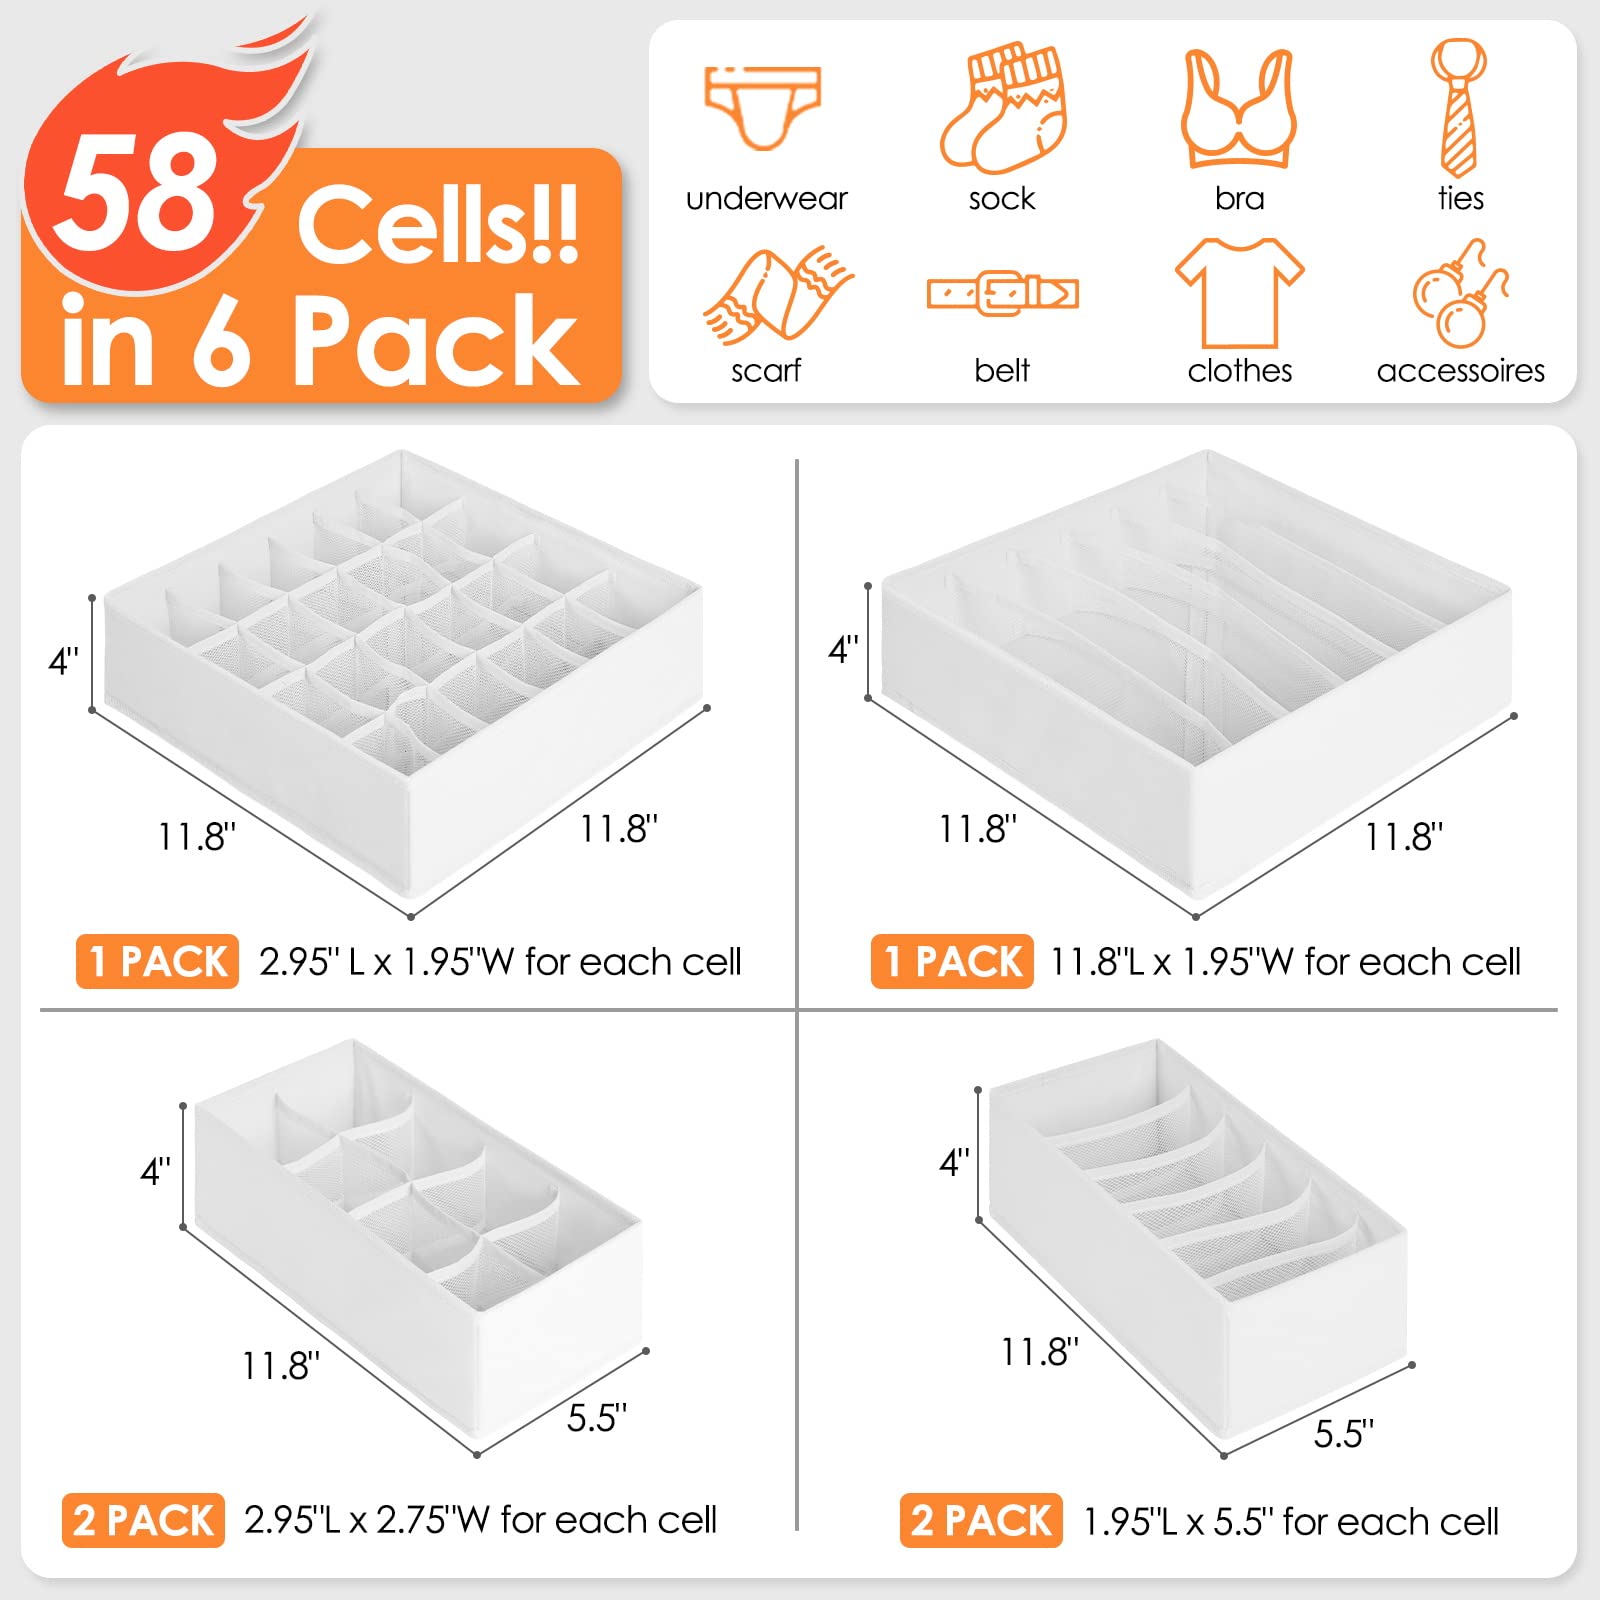 58 Cells!!
in 6 Pack
underwear
sock
bra
ties
scarf
belt
clothes
accessoires
4"
11.8"
11.8"
1 PACK 2.95" L x 1.95"W for each cell
4"
11.8"
11.8"
1 PACK 11.8"L x 1.95"W for each cell
4"
11.8"
5.5"
2 PACK 2.95"L x 2.75"W for each cell
4"
11.8"
5.5"
2 PACK 1.95"L x 5.5" for each cell